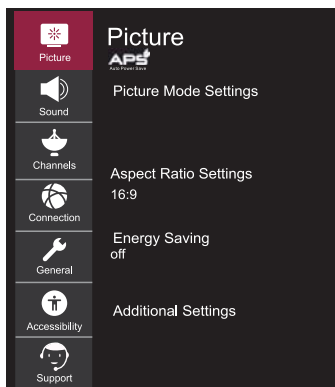 Picture
Sound
Channels
Connection
General
Accessibility
Support
Picture
APS
Auto Power Save
Picture Mode Settings
Aspect Ratio Settings
16:9
Energy Saving
off
Additional Settings